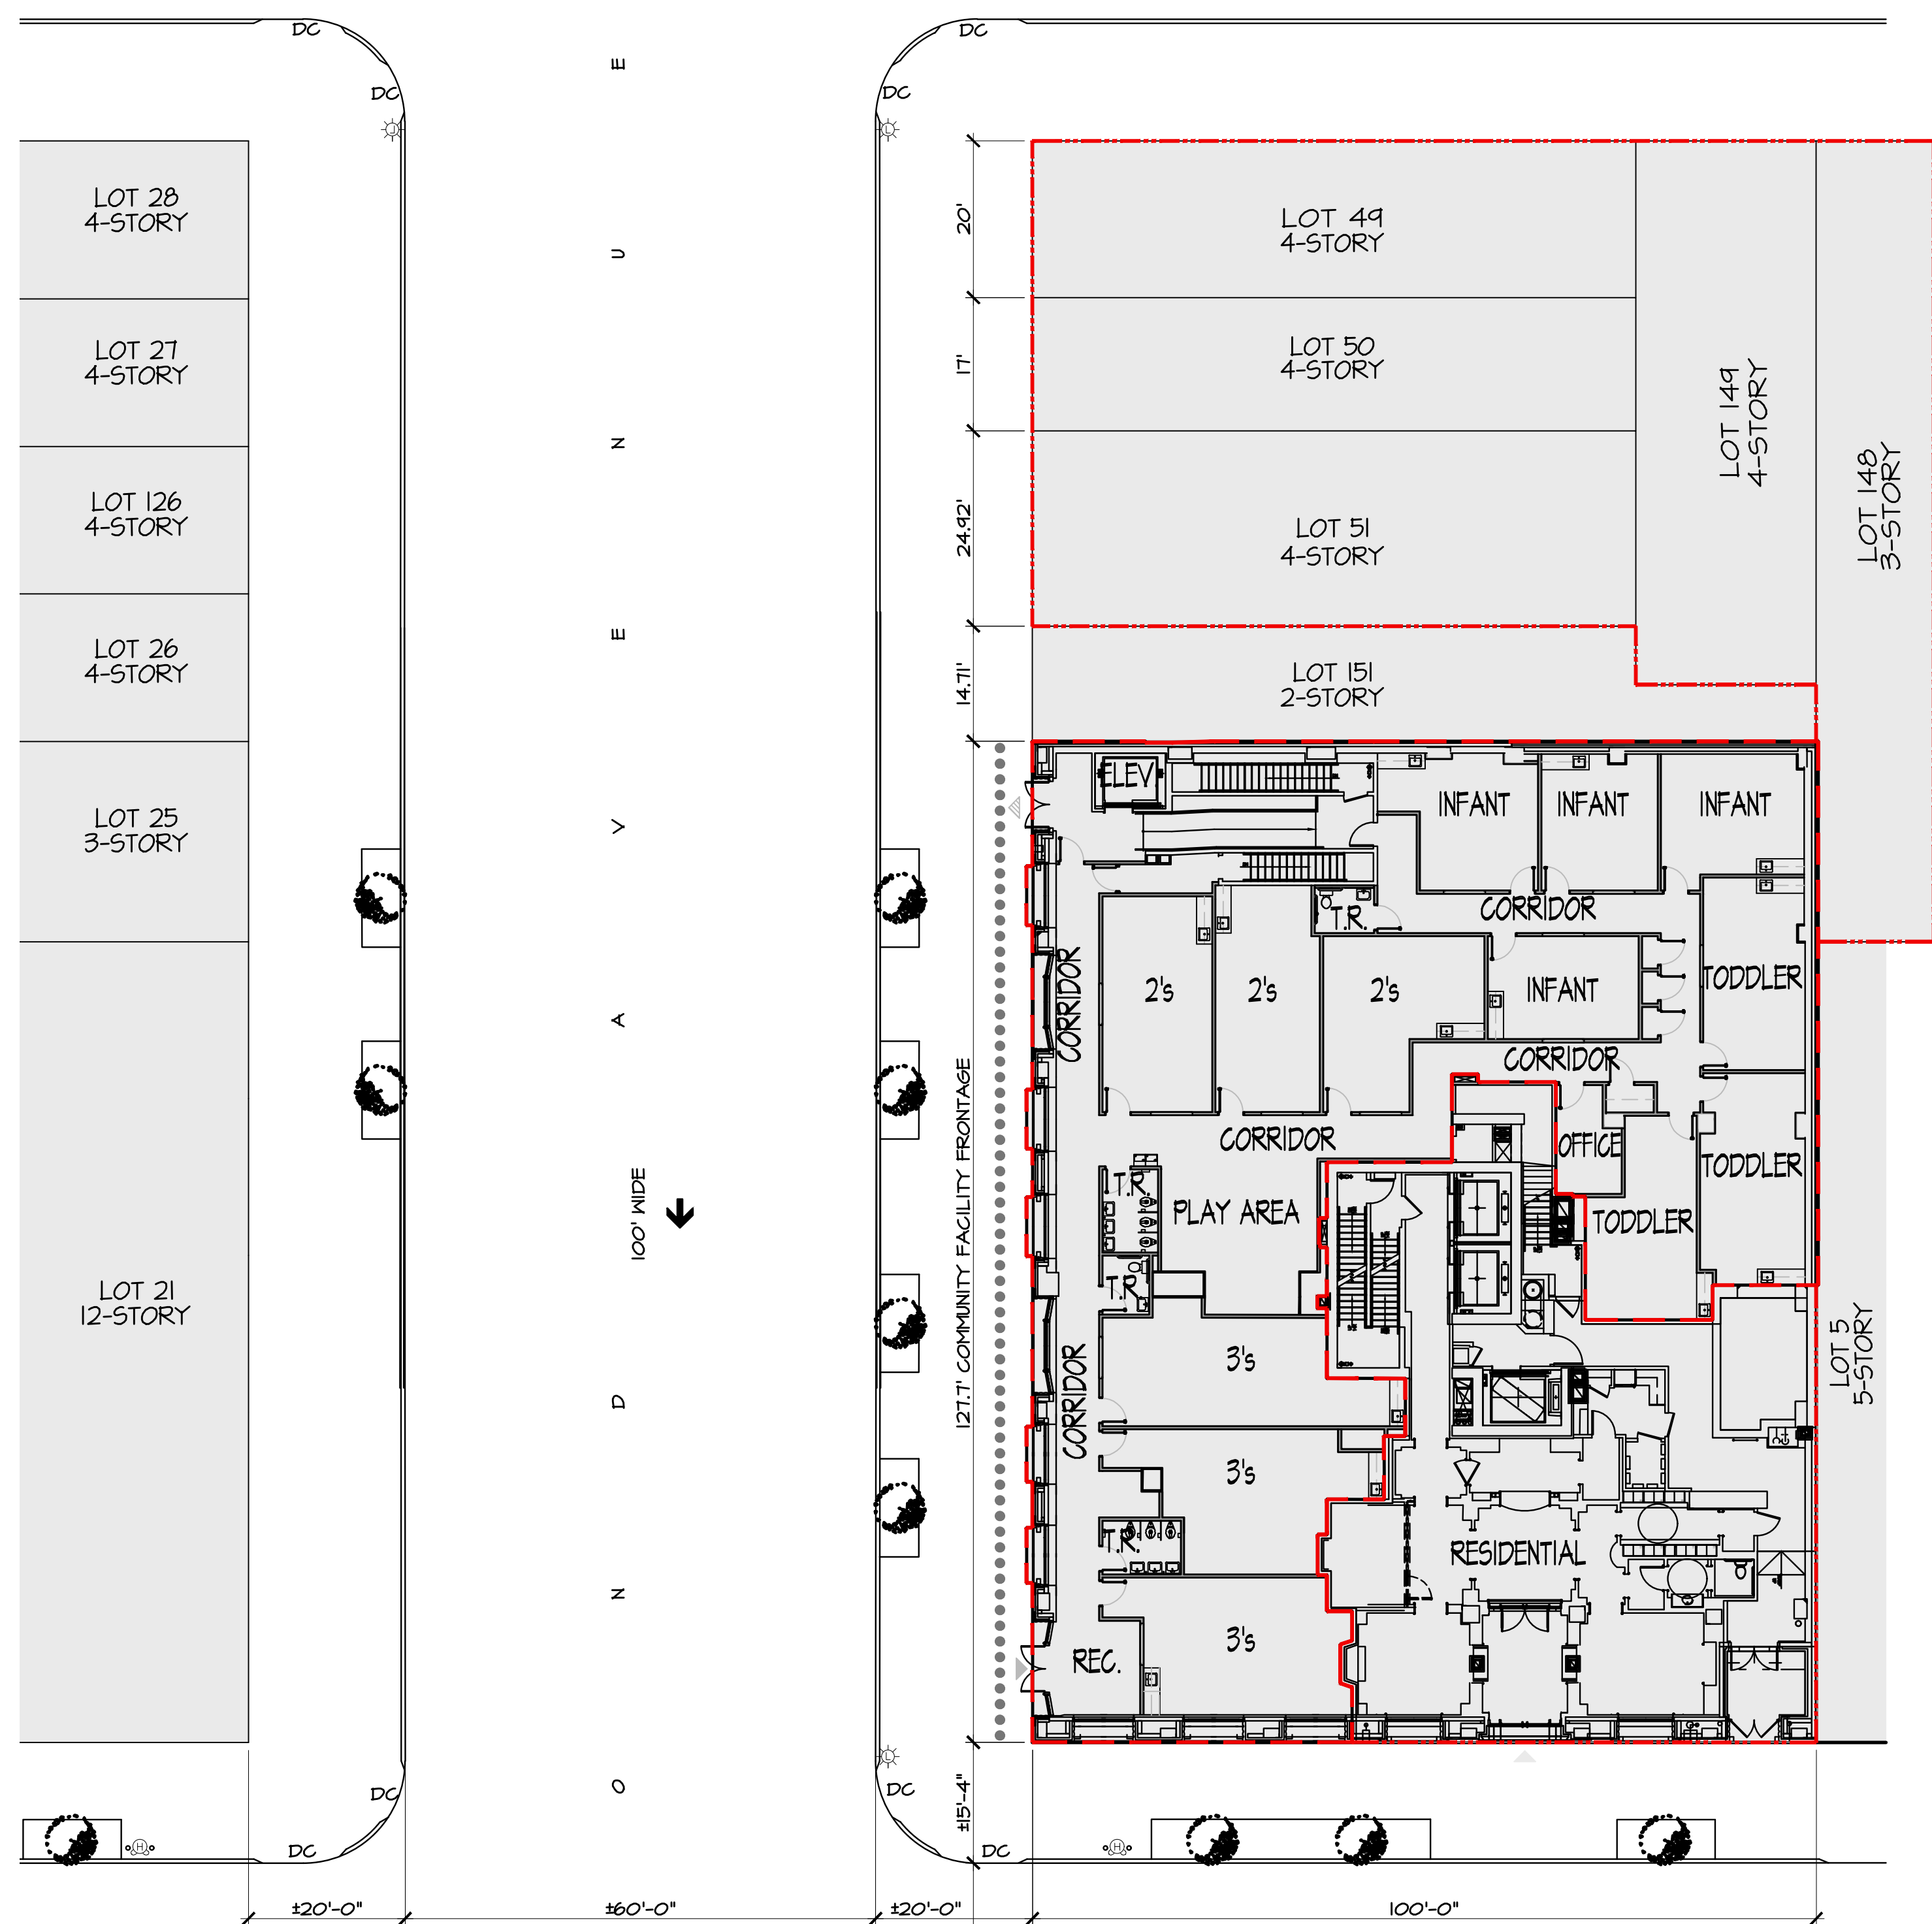 DC
DC
DC
DC
LOT 28
4-STORY
LOT 27
4-STORY
LOT 126
4-STORY
LOT 26
4-STORY
LOT 25
3-STORY
LOT 21
12-STORY
E U N E V A D N O
100' WIDE
L
L
20'
17'
24.92'
14.71'
127.7' COMMUNITY FACILITY FRONTAGE
±15'-4"
LOT 49
4-STORY
LOT 50
4-STORY
LOT 51
4-STORY
LOT 149
4-STORY
LOT 148
3-STORY
LOT 151
2-STORY
ELEV.
INFANT
INFANT
INFANT
T.R.
CORRIDOR
CORRIDOR
2's
2's
2's
INFANT
TODDLER
CORRIDOR
CORRIDOR
OFFICE
TODDLER
T.R.
PLAY AREA
TODDLER
T.R.
CORRIDOR
3's
LOT 5
5-STORY
3's
T.R.
RESIDENTIAL
REC.
3's
L
DC
DC
DC
DC
H
H
±20'-0"
±60'-0"
±20'-0"
100'-0"